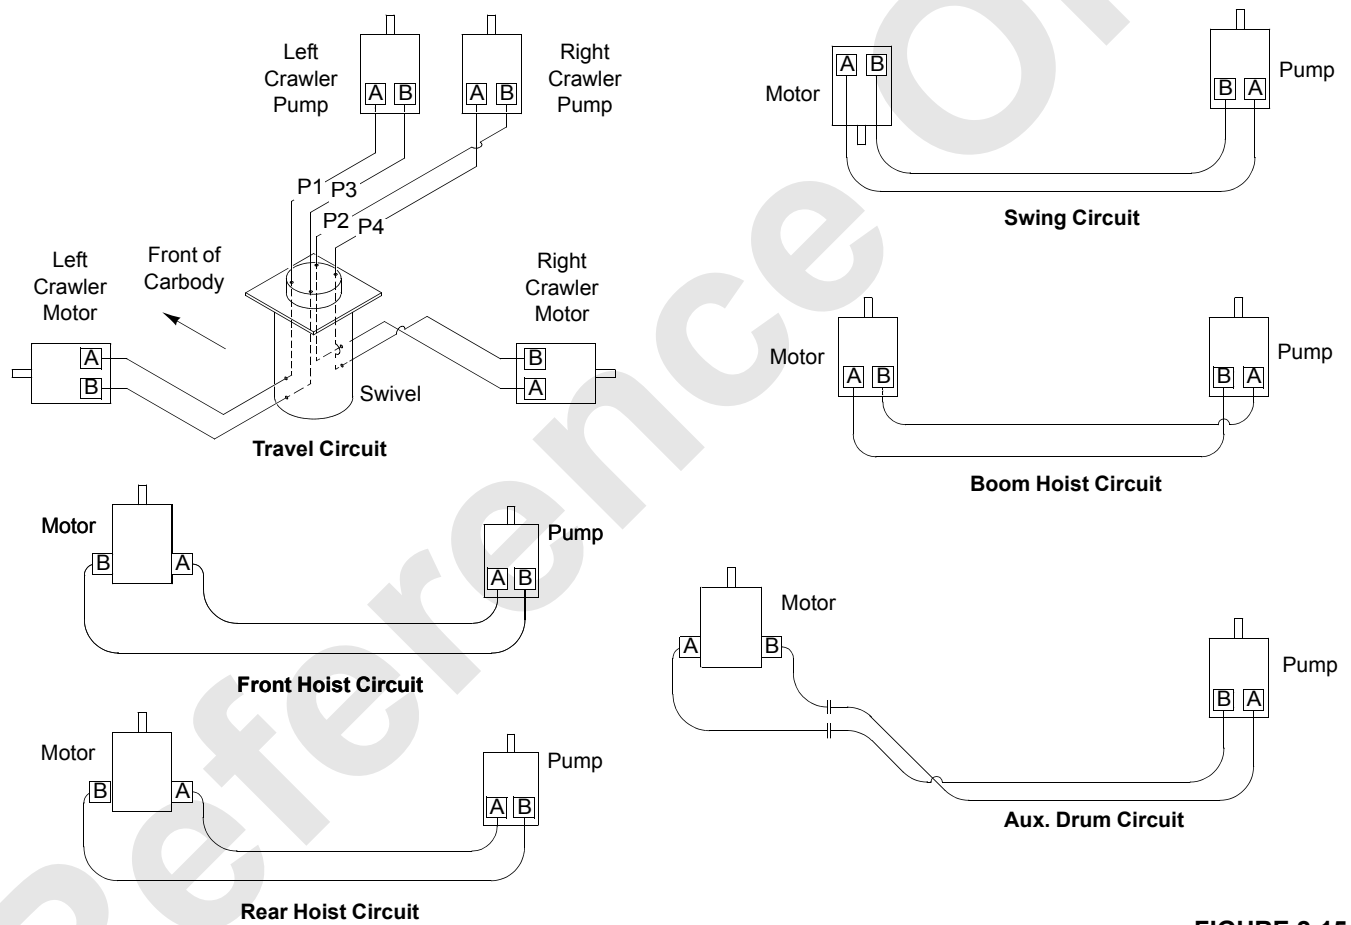 Left
Crawler
Pump
A B
A B
Right
Crawler
Pump
P1
P3
P2
P4
Left
Crawler
Motor
Front of
Carbody
Right
Crawler
Motor
A
B
B
A
Swivel
Travel Circuit
Motor
A B
Pump
B A
Swing Circuit
Motor
A B
Pump
B A
Boom Hoist Circuit
Motor
B
A
Pump
A B
Front Hoist Circuit
Motor
A
B
Pump
B A
Aux. Drum Circuit
Motor
B
A
Pump
A B
Rear Hoist Circuit
Reference